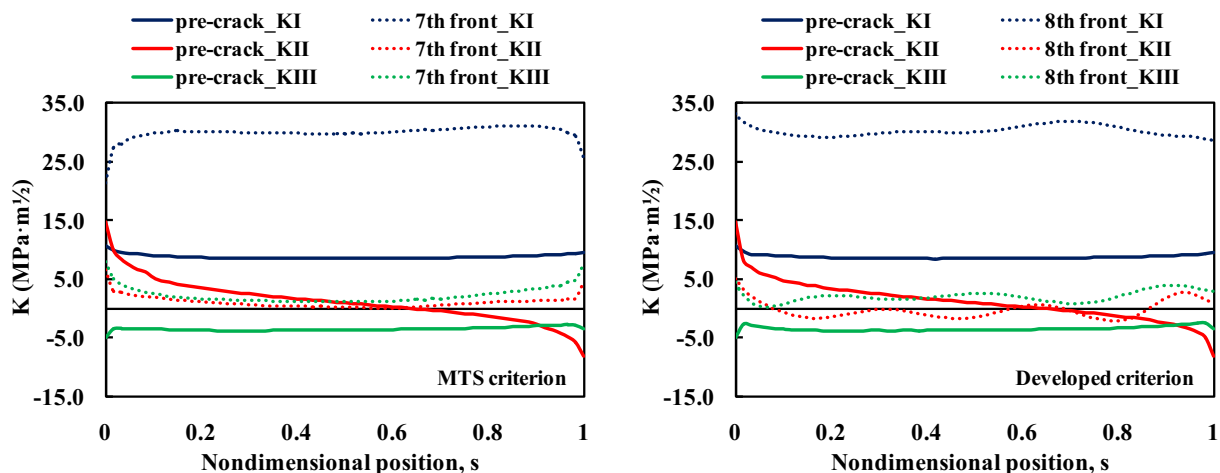 pre-crack_KI 7th front_KI
pre-crack_KII 7th front_KII
pre-crack_KIII 7th front_KIII
35.0
25.0
15.0
5.0
-5.0
-15.0
K (MPa·m½)
MTS criterion
0 0.2 0.4 0.6 0.8 1
Nondimensional position, s
pre-crack_KI 8th front_KI
pre-crack_KII 8th front_KII
pre-crack_KIII 8th front_KIII
35.0
25.0
15.0
5.0
-5.0
-15.0
K (MPa·m½)
Developed criterion
0 0.2 0.4 0.6 0.8 1
Nondimensional position, s